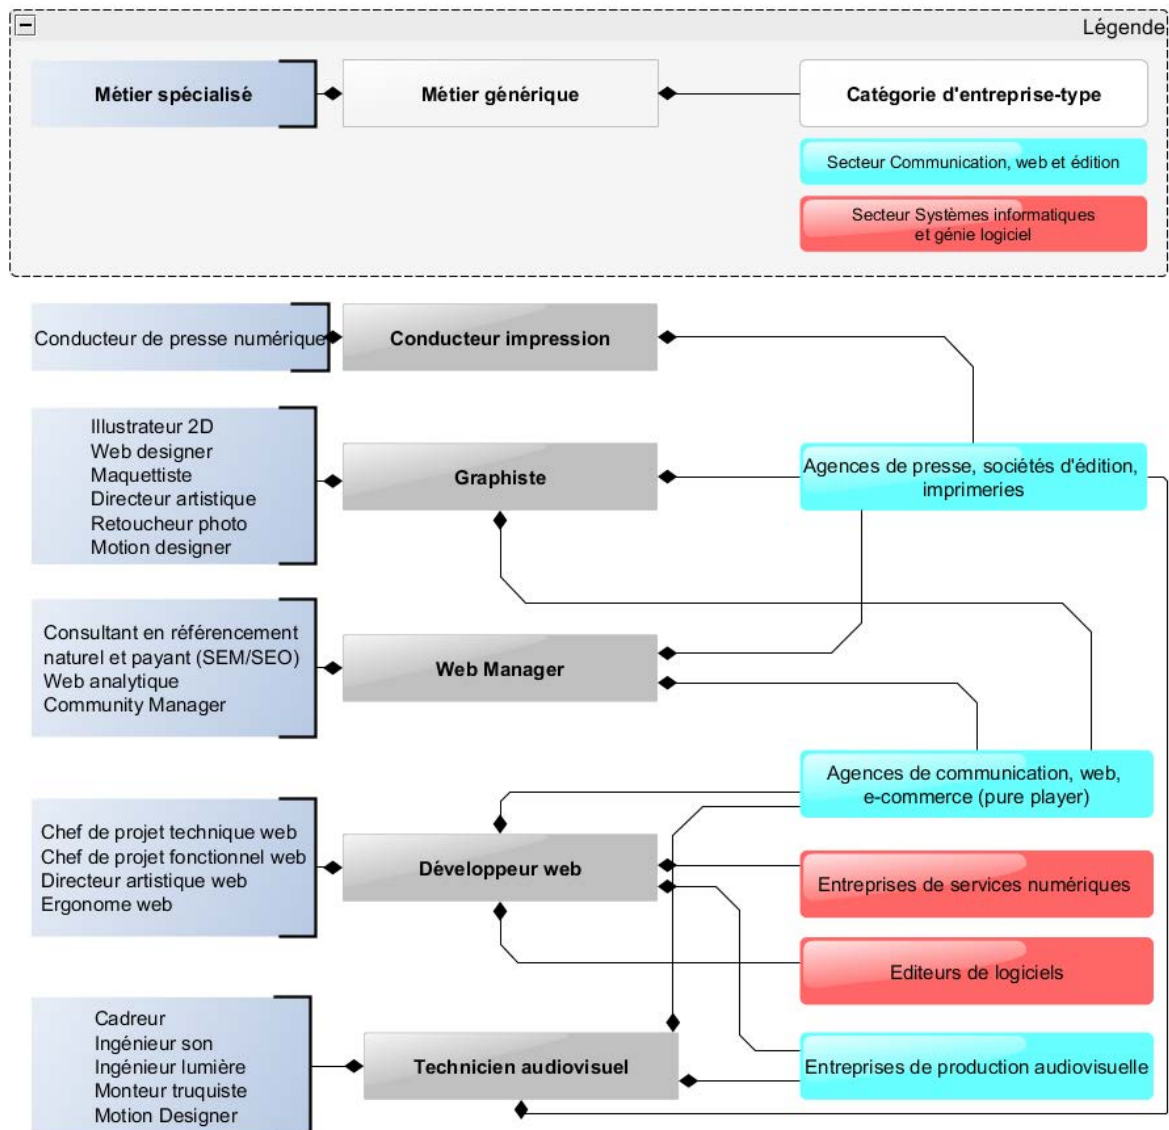 Légende
Métier spécialisé
Métier générique
Catégorie d'entreprise-type
Secteur Communication, web et édition
Secteur Systèmes informatiques
et génie logiciel
Conducteur de presse numérique
Conducteur impression
Illustrateur 2D
Web designer
Maquettiste
Directeur artistique
Retoucheur photo
Motion designer
Graphiste
Agences de presse, sociétés d'édition,
imprimeries
Consultant en référencement
naturel et payant (SEM/SEO)
Web analytique
Community Manager
Web Manager
Agences de communication, web,
e-commerce (pure player)
Chef de projet technique web
Chef de projet fonctionnel web
Directeur artistique web
Ergonome web
Développeur web
Entreprises de services numériques
Editeurs de logiciels
Cadreur
Ingénieur son
Ingénieur lumière
Monteur truquiste
Motion Designer
Technicien audiovisuel
Entreprises de production audiovisuelle